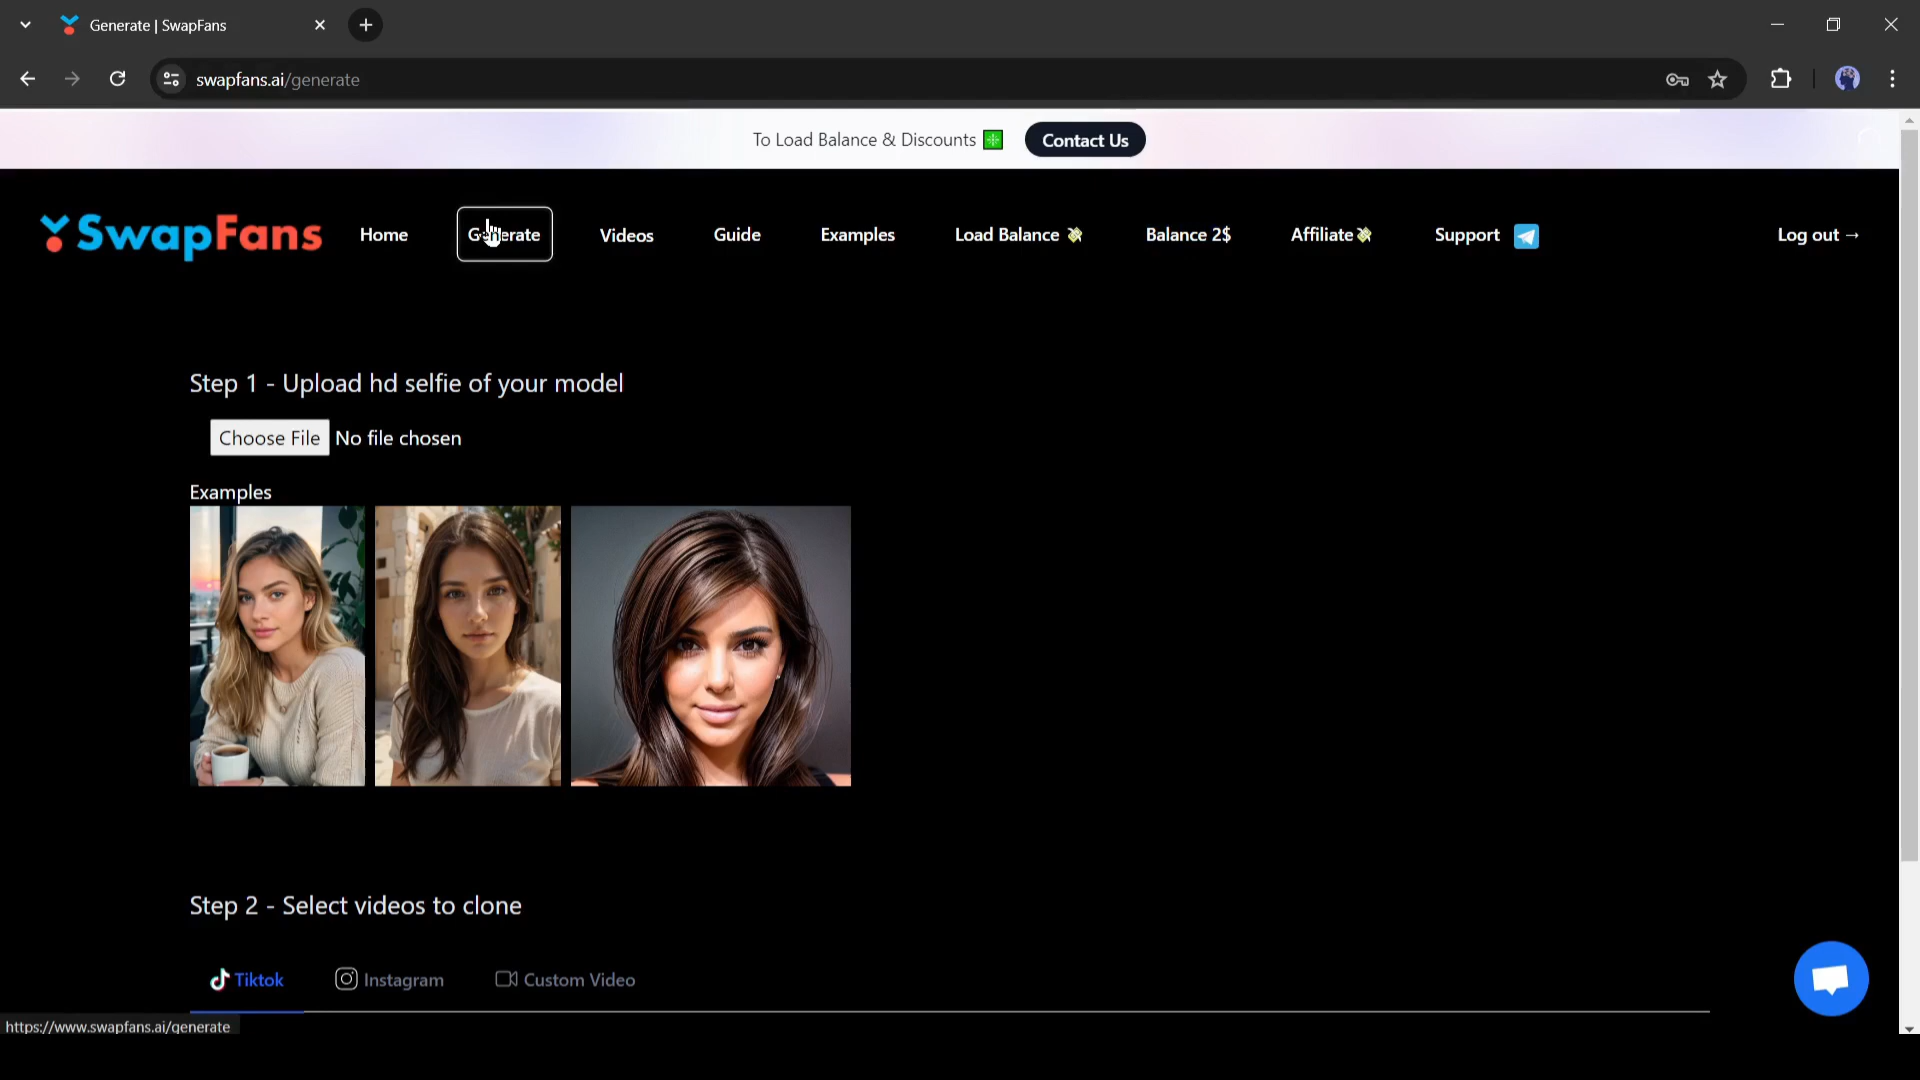 Generate | SwapFans
swapfans.ai/generate
To Load Balance & Discounts
Contact Us
SwapFans
Home
Generate
Videos
Guide
Examples
Load Balance
Balance 2$
Affiliate
Support
Log out →
Step 1 - Upload hd selfie of your model
Choose File No file chosen
Examples
Step 2 - Select videos to clone
Tiktok
Instagram
Custom Video
https://www.swapfans.ai/generate